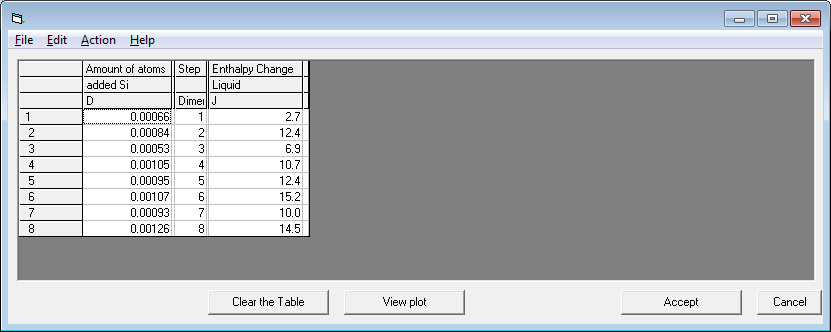 File Edit Action Help
Amount of atoms Step Enthalpy Change
added Si Liquid
D Dimer J
1 0.00066 1 2.7
2 0.00084 2 12.4
3 0.00053 3 6.9
4 0.00105 4 10.7
5 0.00095 5 12.4
6 0.00107 6 15.2
7 0.00093 7 10.0
8 0.00126 8 14.5
Clear the Table View plot Accept Cancel